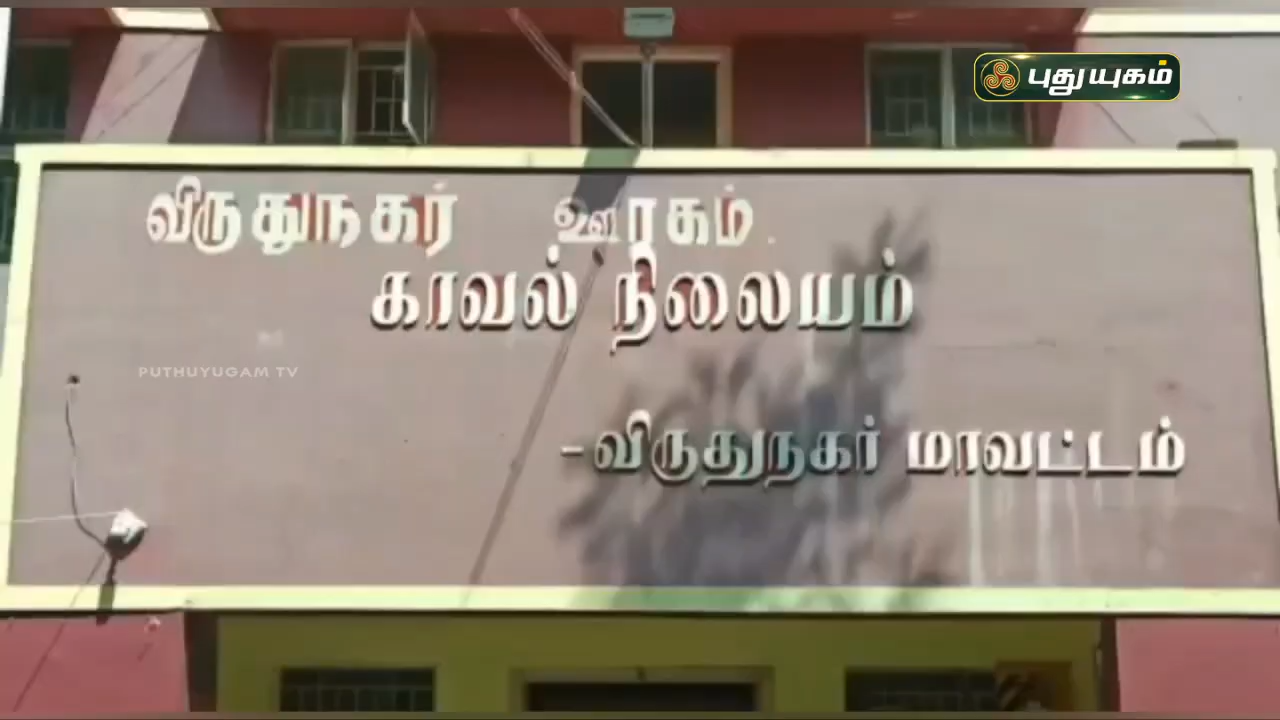 புதுயுகம்
விருதுநகர் ஊரகம்
காவல் நிலையம்
PUTHUYUGAM TV
-விருதுநகர் மாவட்டம்